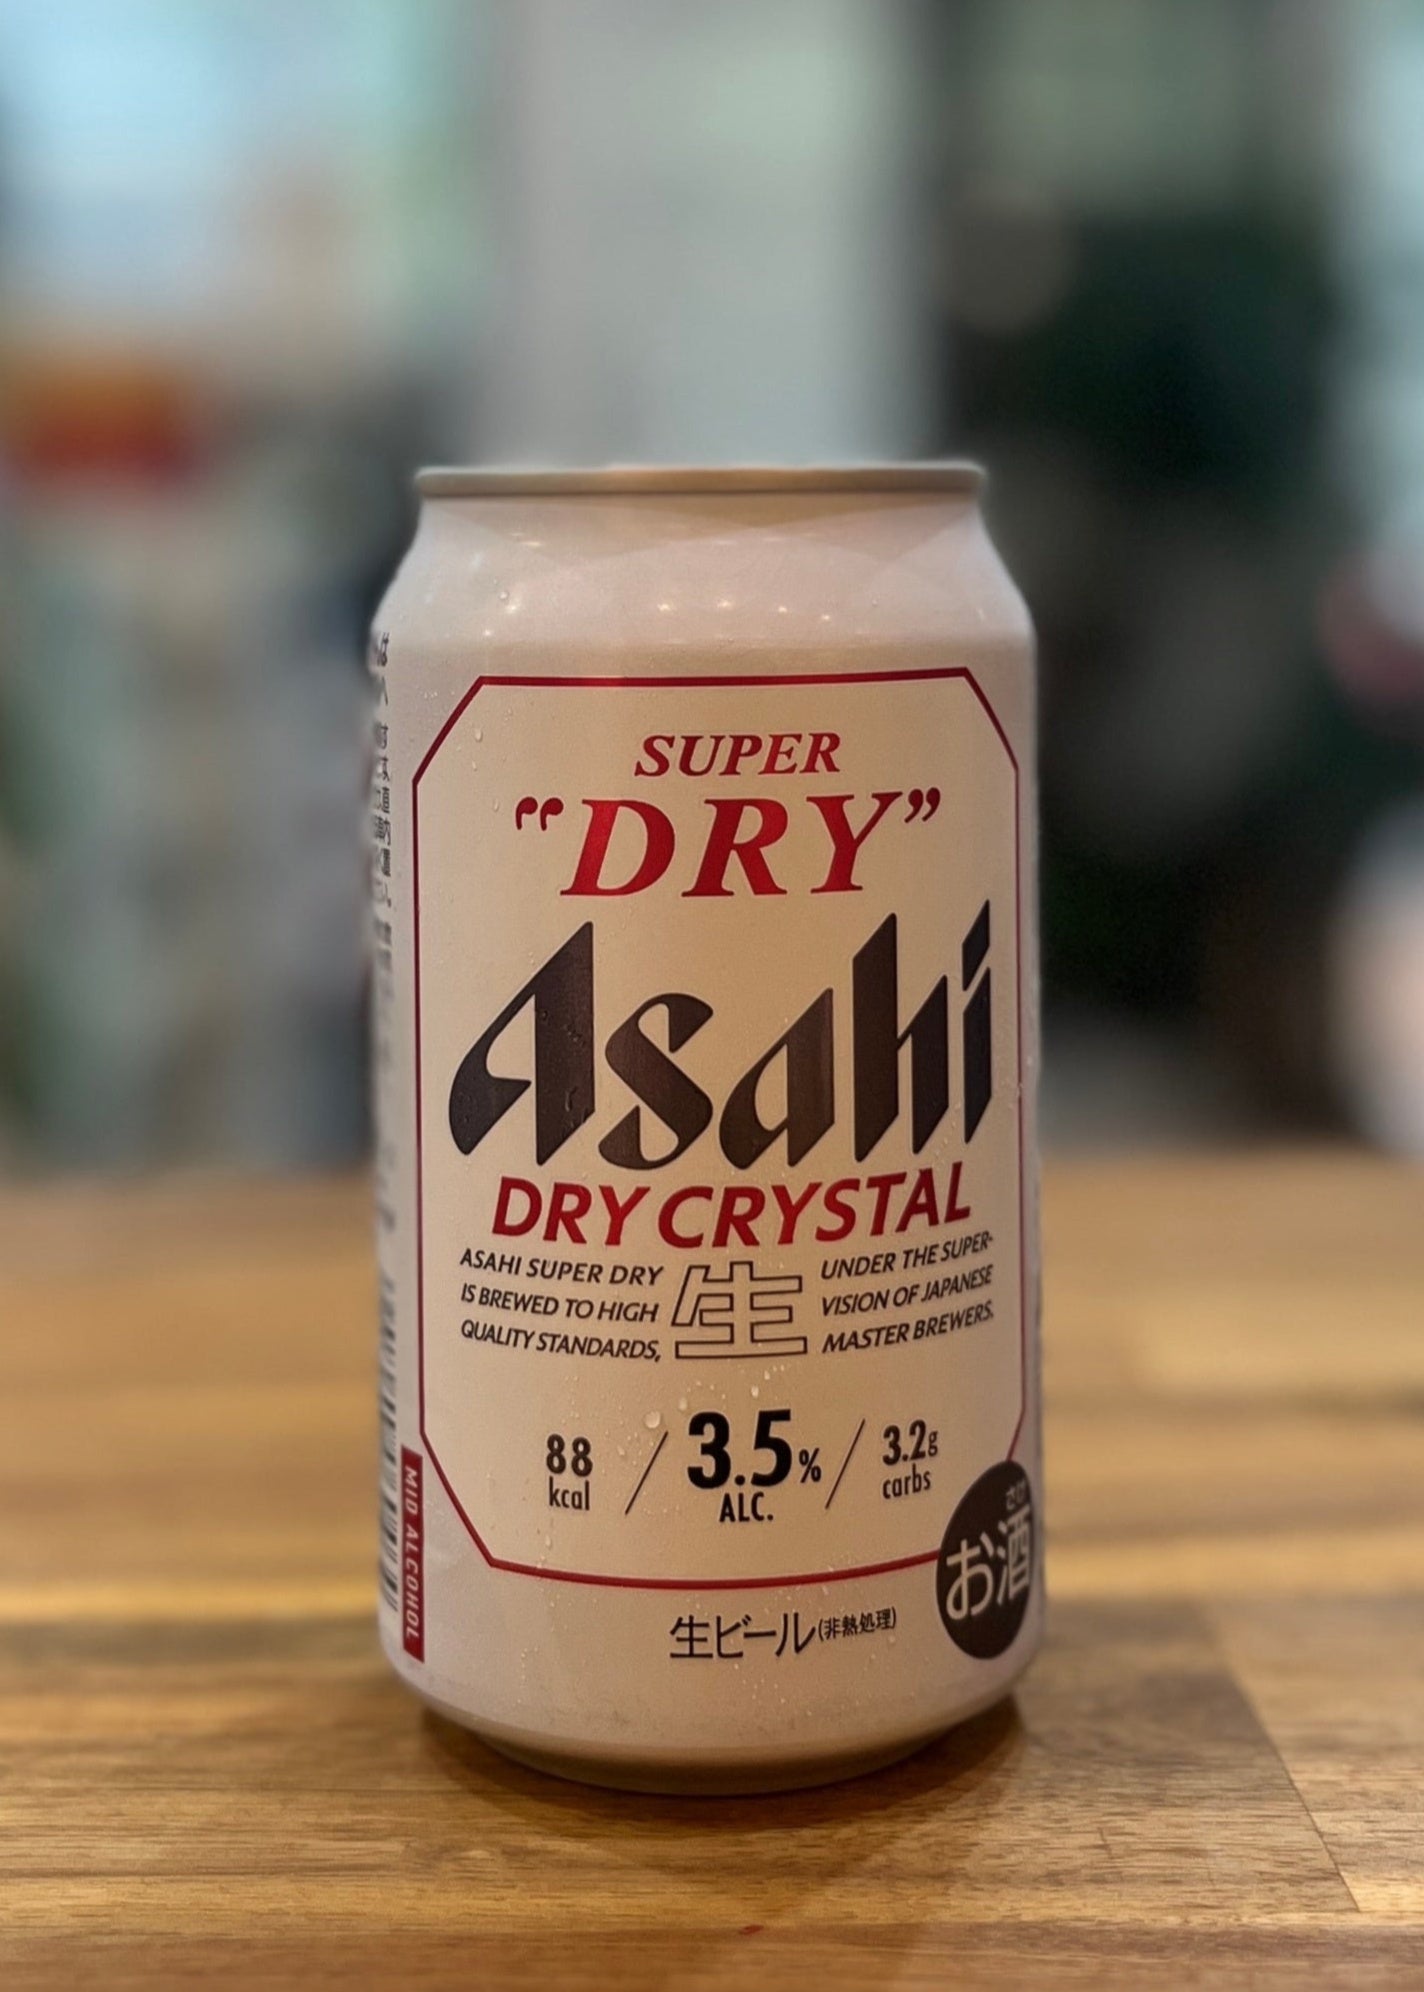 SUPER
"DRY"
Asahi
DRY CRYSTAL
ASAHI SUPER DRY
IS BREWED TO HIGH
QUALITY STANDARDS,
生
UNDER THE SUPER-
VISION OF JAPANESE
MASTER BREWERS.
88
kcal
3.5%
ALC.
3.2g
carbs
MID ALCOHOL
さけ
お酒
生ビール(非熱処理)